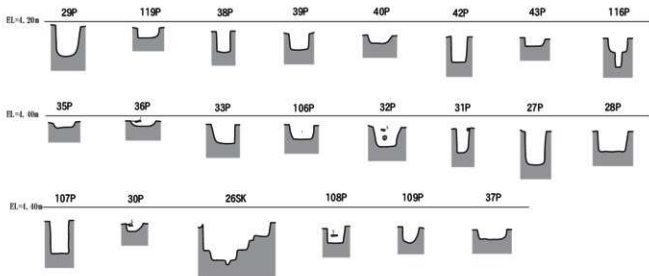 29P 119P 38P 39P 40P 42P 43P 116P
EL=4.20m
35P 36P 33P 106P 32P 31P 27P 28P
EL=4.40m
107P 30P 26SK 108P 109P 37P
EL=4.40m